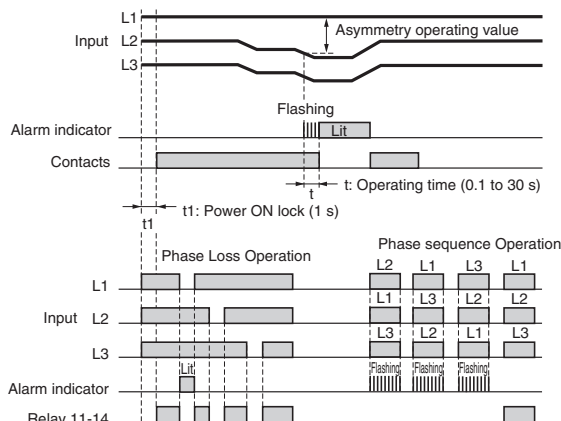 L1
Asymmetry operating value
Input L2
L3
Flashing
Alarm indicator Lit
Contacts
t t: Operating time (0.1 to 30 s)
t1: Power ON lock (1 s)
t1
Phase Loss Operation Phase sequence Operation
L2 L1 L3 L1
L1
L1 L3 L2 L2
Input L2
L3 L2 L1 L3
L3
Lit Flashing Flashing Flashing
Alarm indicator
Relay 11-14